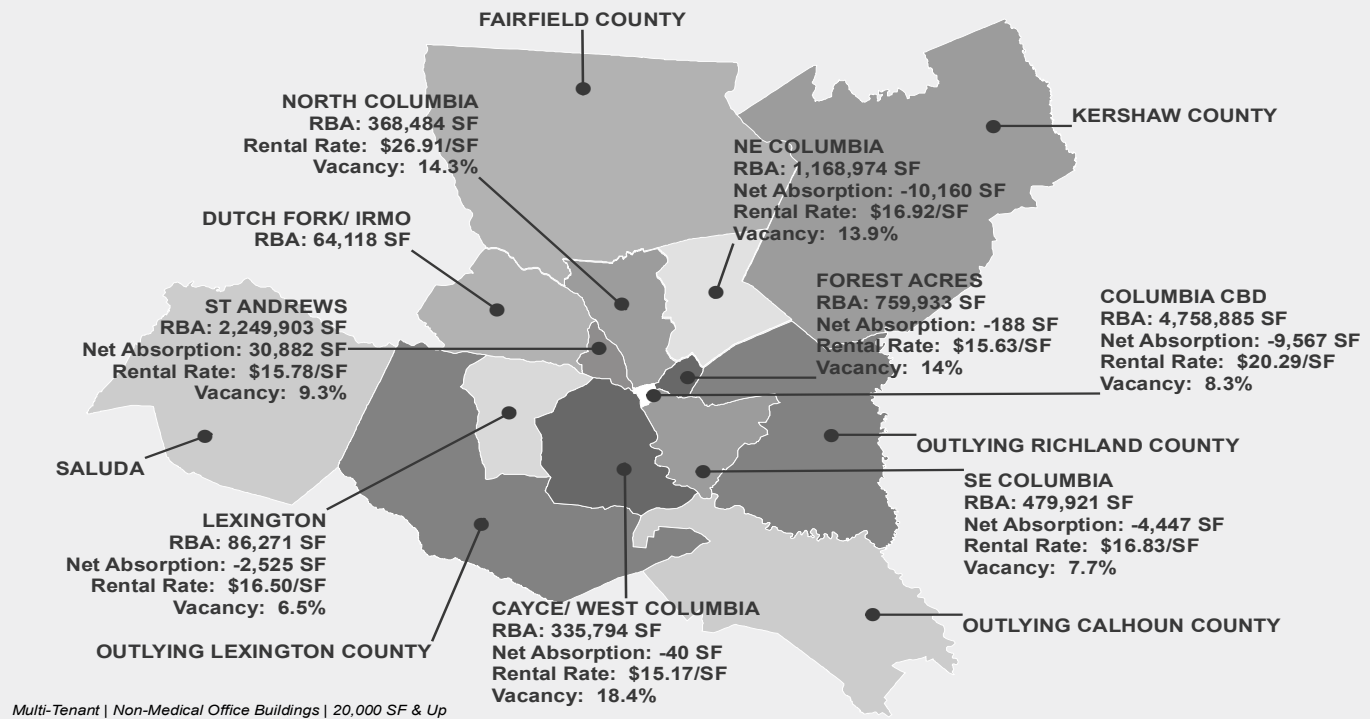 FAIRFIELD COUNTY
NORTH COLUMBIA
RBA: 368,484 SF
Rental Rate: $26.91/SF
Vacancy: 14.3%
KERSHAW COUNTY
NE COLUMBIA
RBA: 1,168,974 SF
Net Absorption: -10,160 SF
Rental Rate: $16.92/SF
Vacancy: 13.9%
DUTCH FORK/ IRMO
RBA: 64,118 SF
FOREST ACRES
RBA: 759,933 SF
Net Absorption: -188 SF
Rental Rate: $15.63/SF
Vacancy: 14%
COLUMBIA CBD
RBA: 4,758,885 SF
Net Absorption: -9,567 SF
Rental Rate: $20.29/SF
Vacancy: 8.3%
ST ANDREWS
RBA: 2,249,903 SF
Net Absorption: 30,882 SF
Rental Rate: $15.78/SF
Vacancy: 9.3%
OUTLYING RICHLAND COUNTY
SALUDA
SE COLUMBIA
RBA: 479,921 SF
Net Absorption: -4,447 SF
Rental Rate: $16.83/SF
Vacancy: 7.7%
LEXINGTON
RBA: 86,271 SF
Net Absorption: -2,525 SF
Rental Rate: $16.50/SF
Vacancy: 6.5%
CAYCE/ WEST COLUMBIA
RBA: 335,794 SF
Net Absorption: -40 SF
Rental Rate: $15.17/SF
Vacancy: 18.4%
OUTLYING CALHOUN COUNTY
OUTLYING LEXINGTON COUNTY
Multi-Tenant | Non-Medical Office Buildings | 20,000 SF & Up